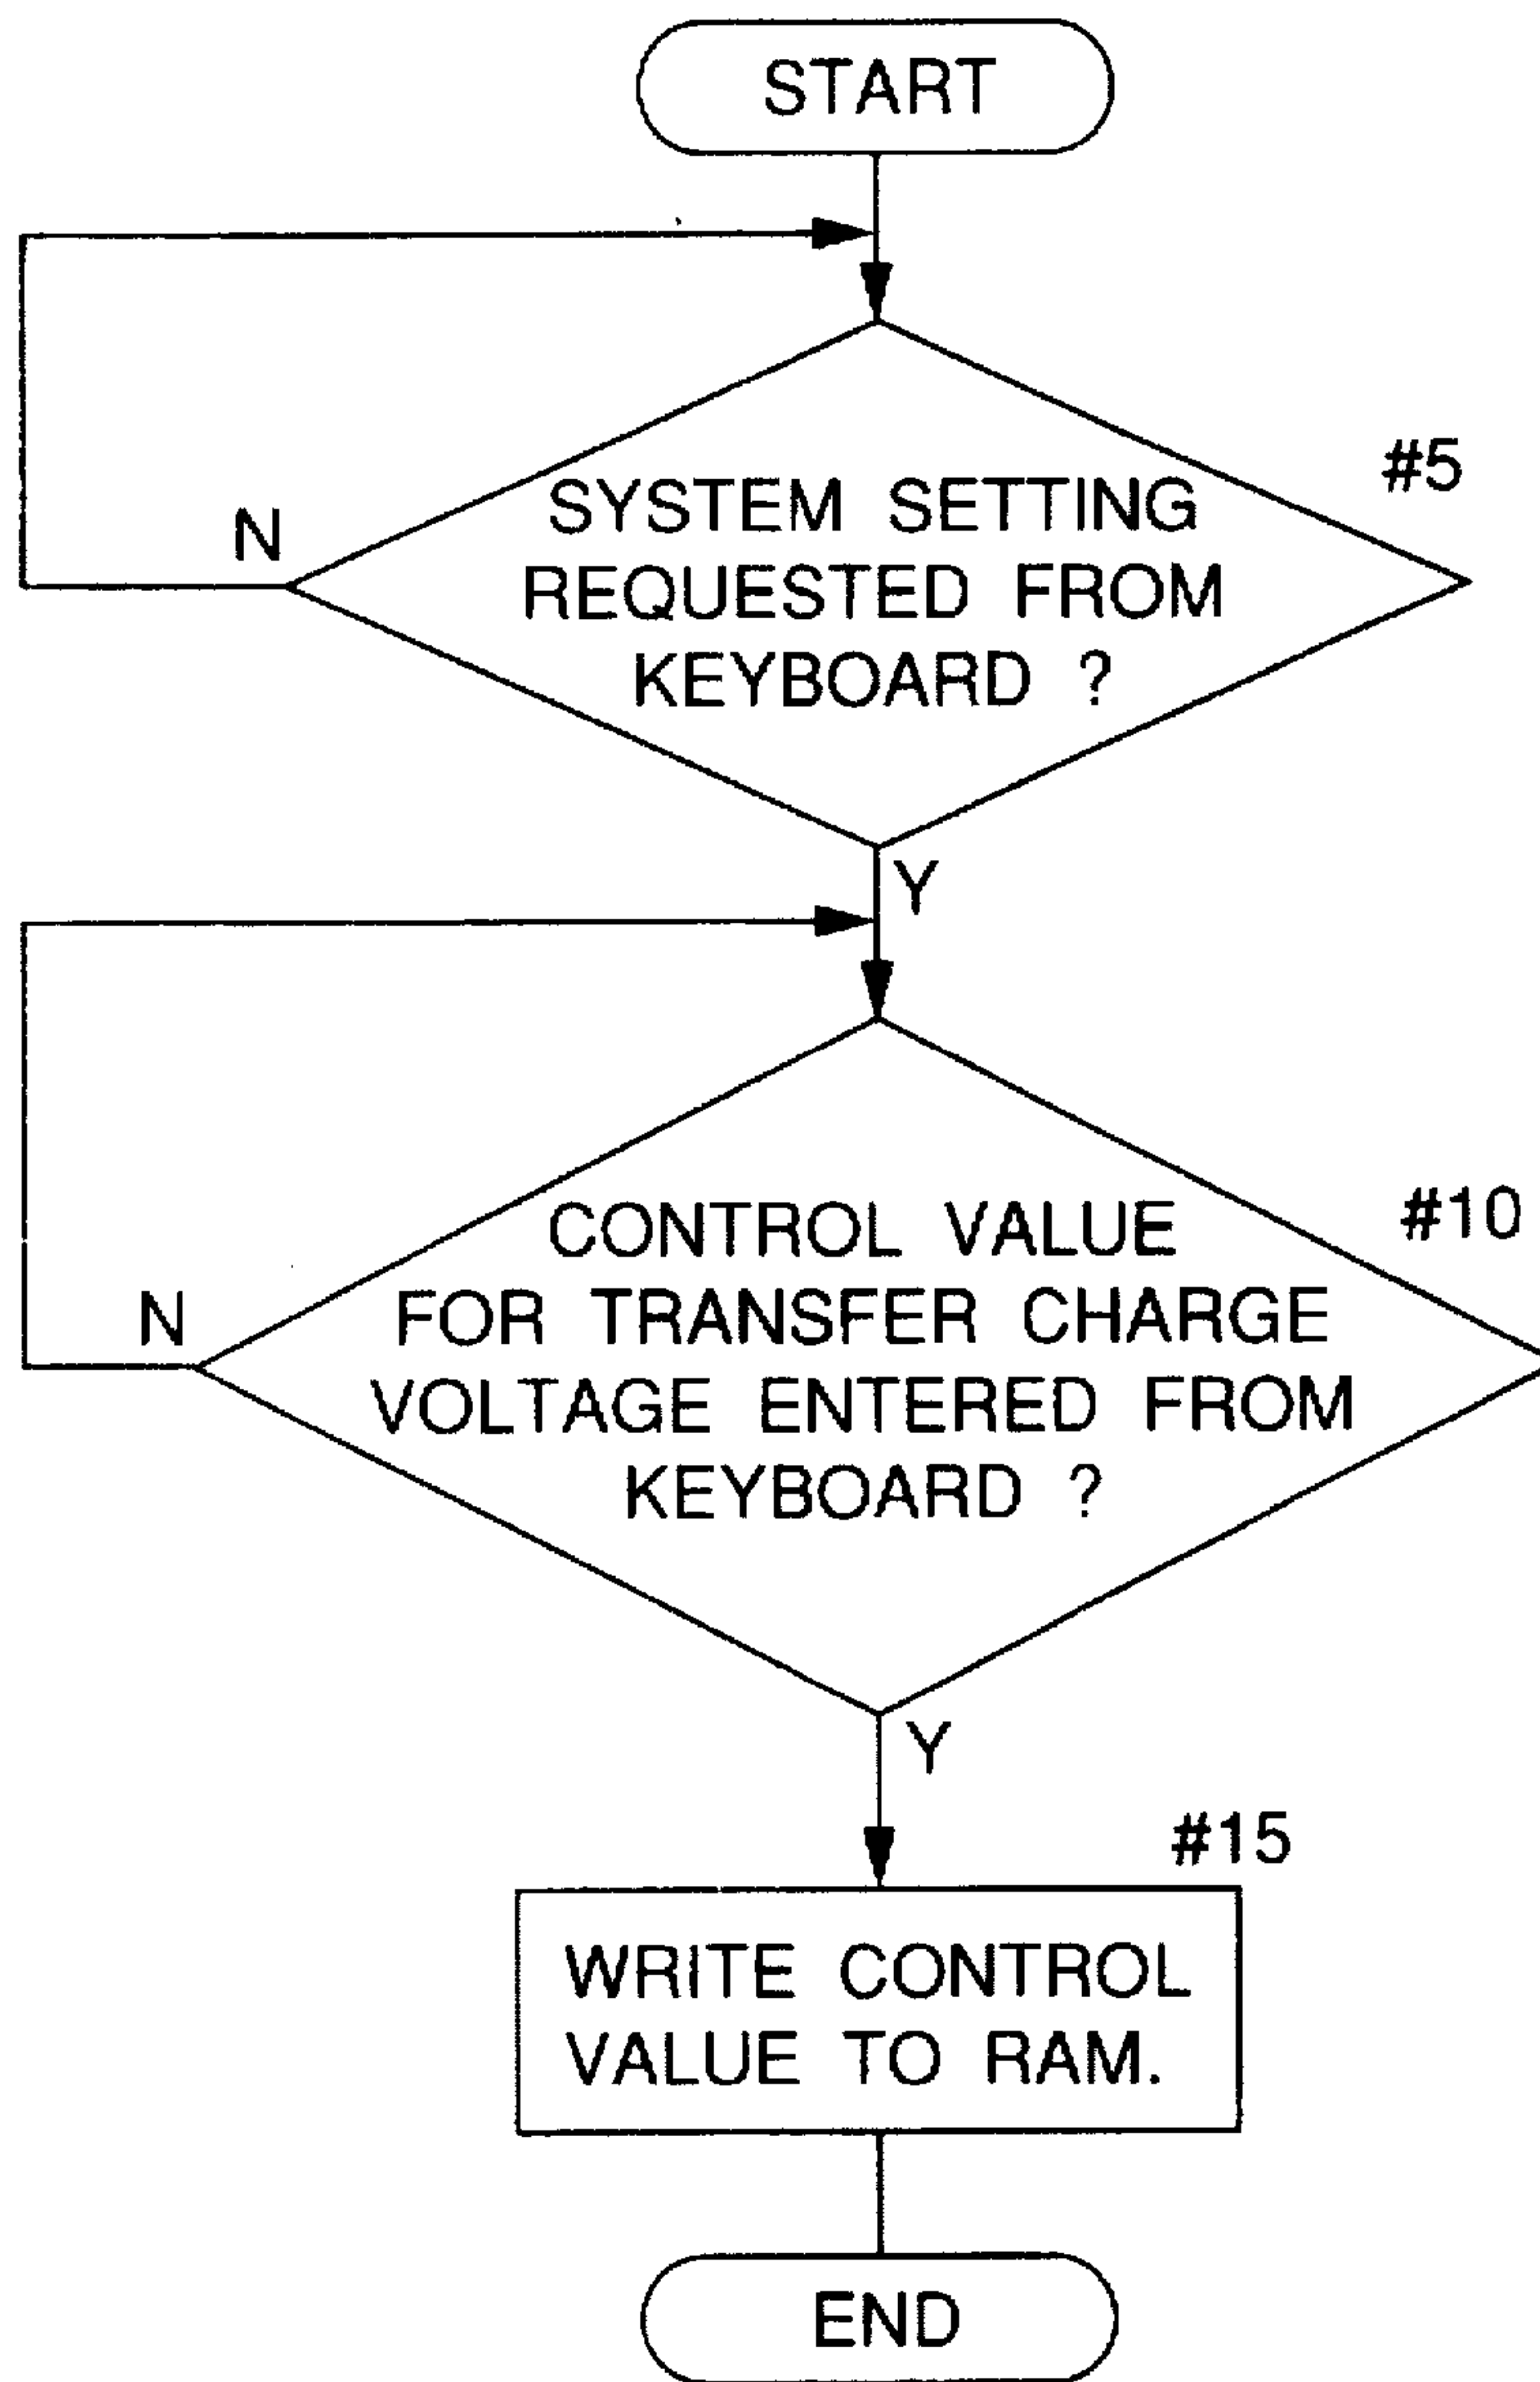 START
#5
N
SYSTEM SETTING
REQUESTED FROM
KEYBOARD ?
Y
#10
N
CONTROL VALUE
FOR TRANSFER CHARGE
VOLTAGE ENTERED FROM
KEYBOARD ?
Y
#15
WRITE CONTROL
VALUE TO RAM.
END